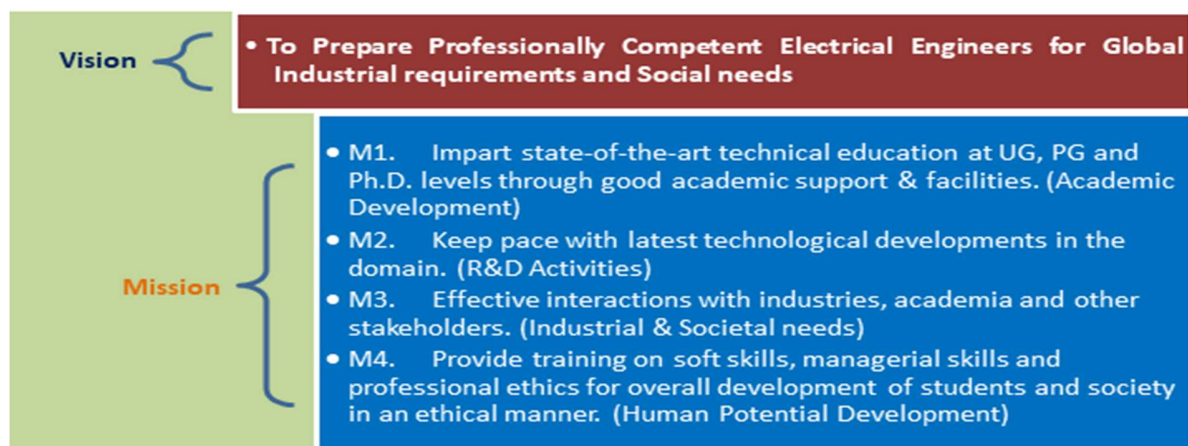 Vision
• To Prepare Professionally Competent Electrical Engineers for Global
Industrial requirements and Social needs
Mission
• M1. Impart state-of-the-art technical education at UG, PG and
Ph.D. levels through good academic support & facilities. (Academic
Development)
• M2. Keep pace with latest technological developments in the
domain. (R&D Activities)
• M3. Effective interactions with industries, academia and other
stakeholders. (Industrial & Societal needs)
• M4. Provide training on soft skills, managerial skills and
professional ethics for overall development of students and society
in an ethical manner. (Human Potential Development)